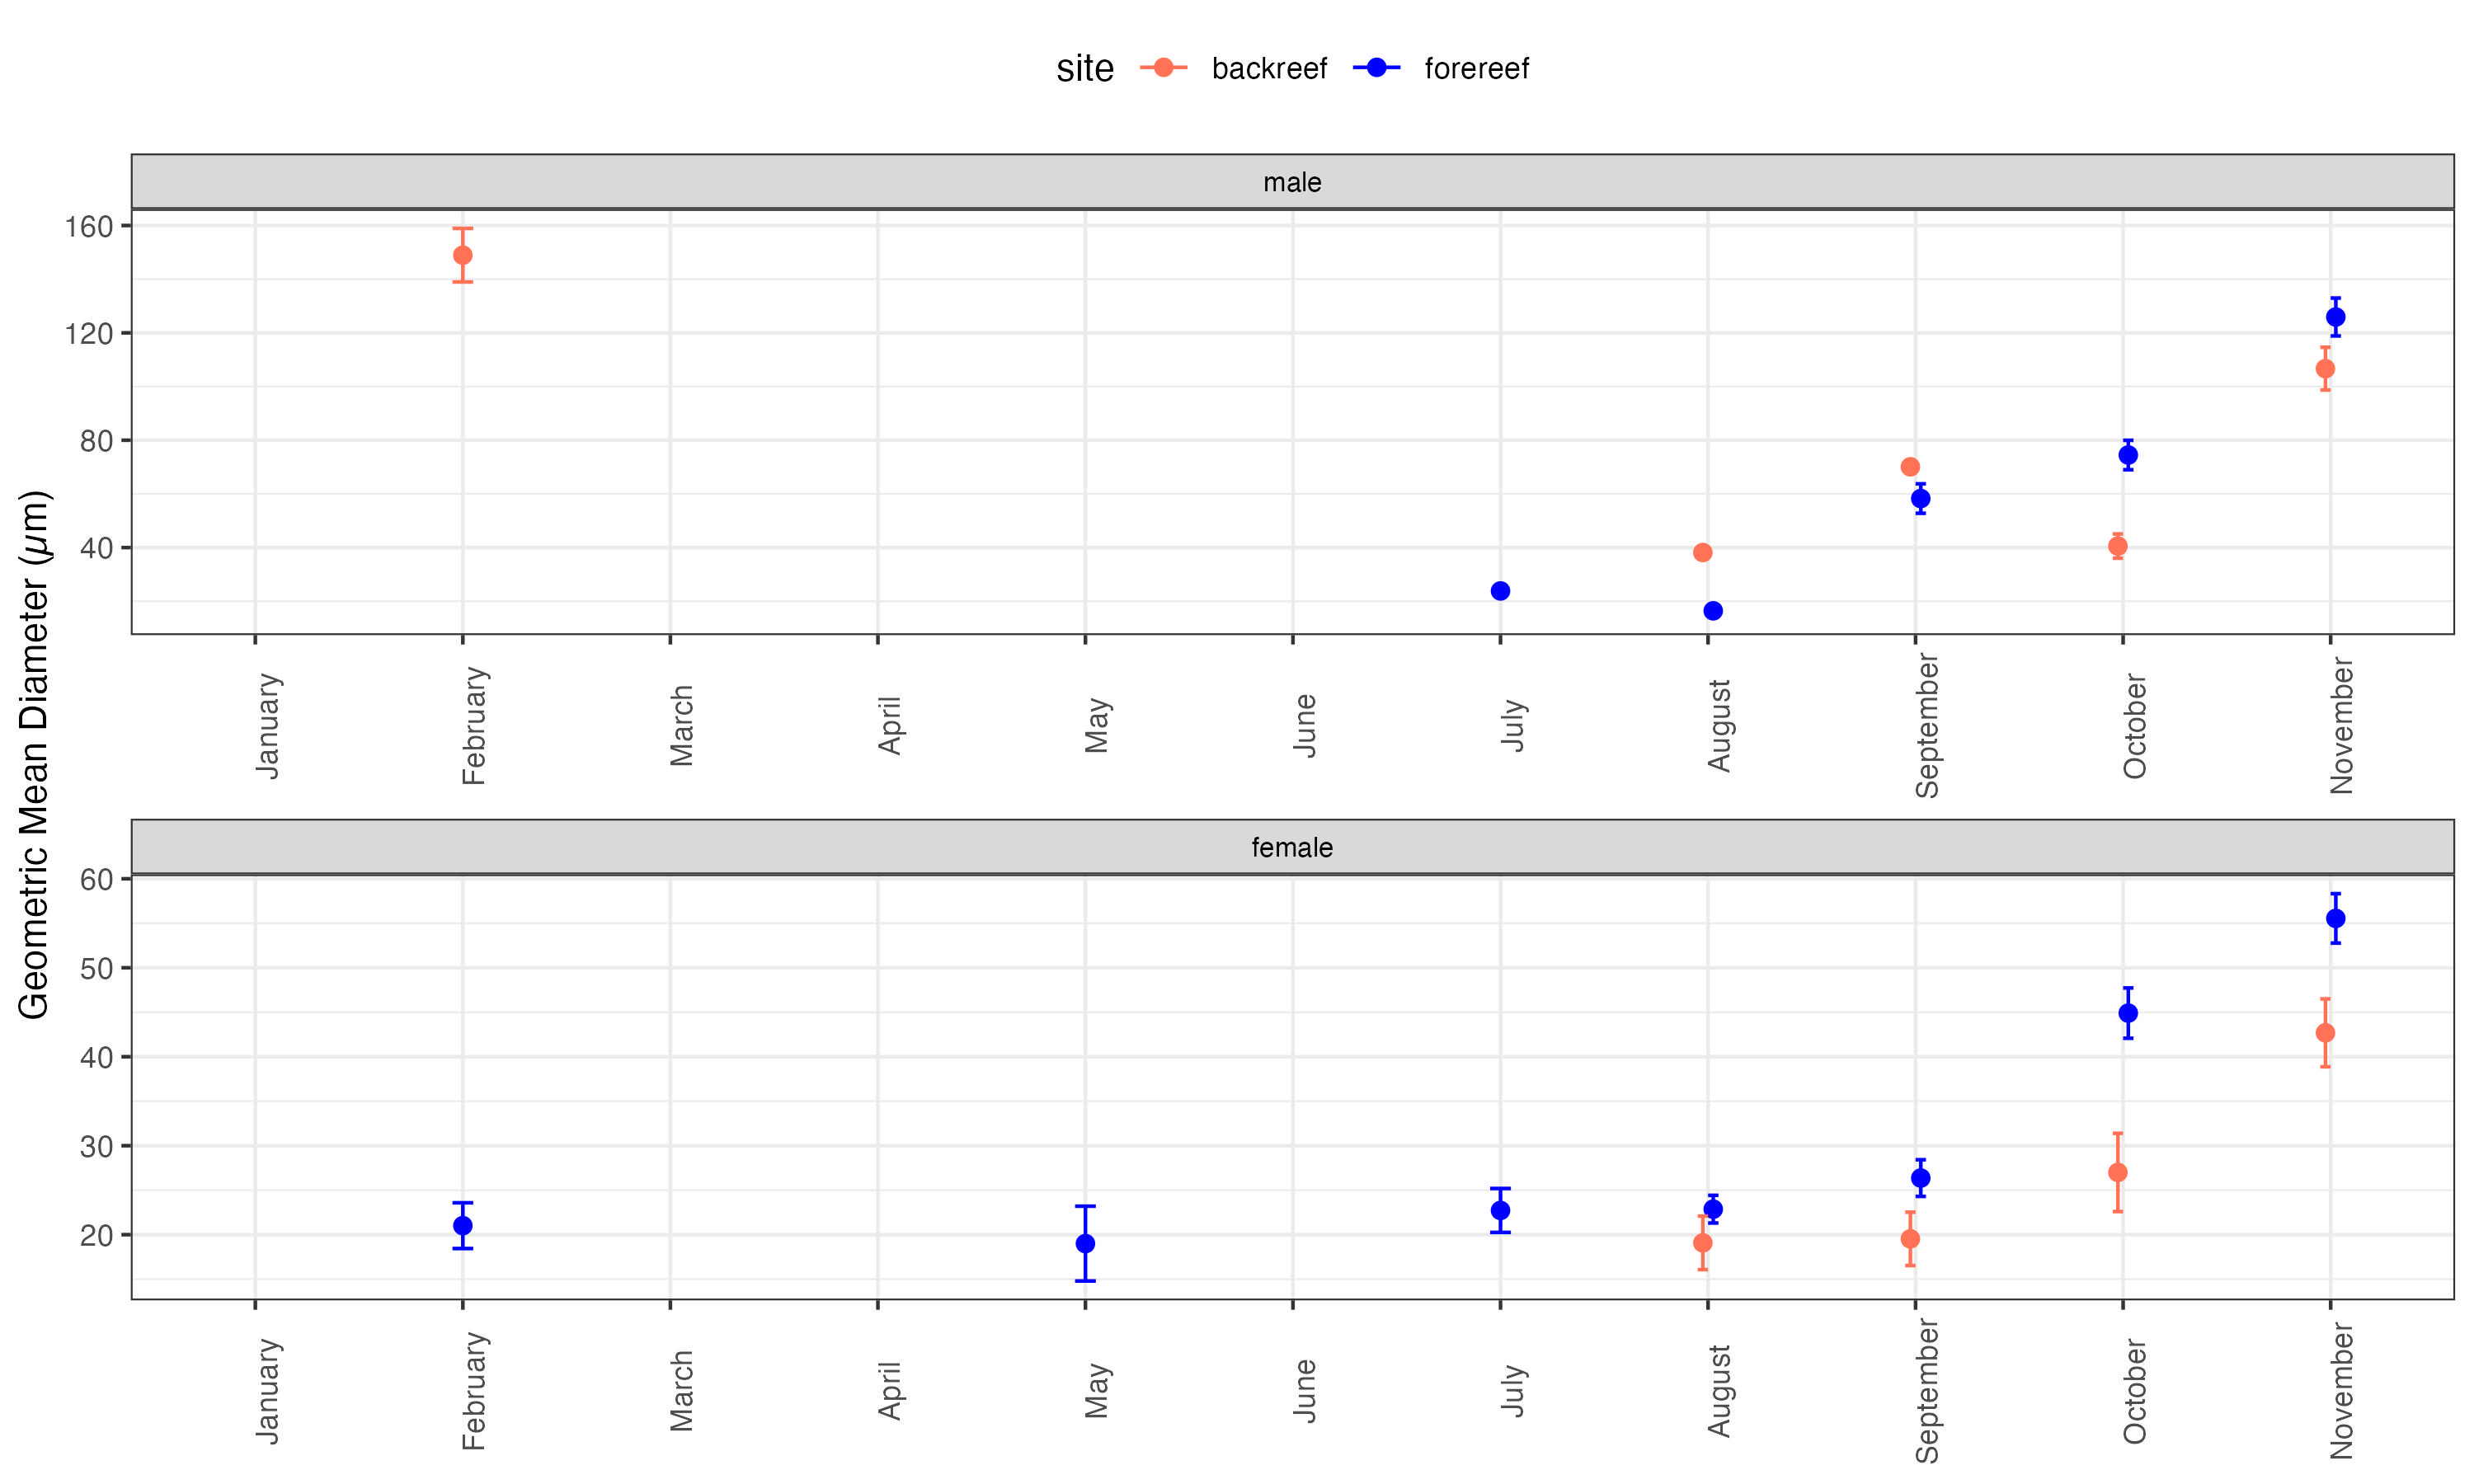 site backreef forereef
male
160
120
80
40
January February March April May June July August September October November
Geometric Mean Diameter (μm)
female
60
50
40
30
20
January February March April May June July August September October November